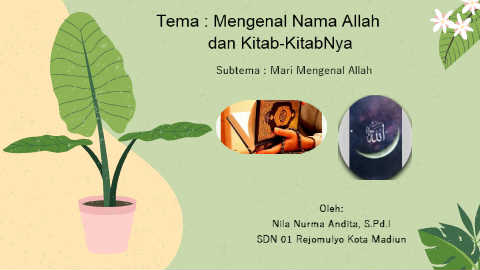 Tema : Mengenal Nama Allah
dan Kitab-KitabNya
Subtema : Mari Mengenal Allah
الله
Oleh:
Nila Nurma Andita, S.Pd.I
SDN 01 Rejomulyo Kota Madiun